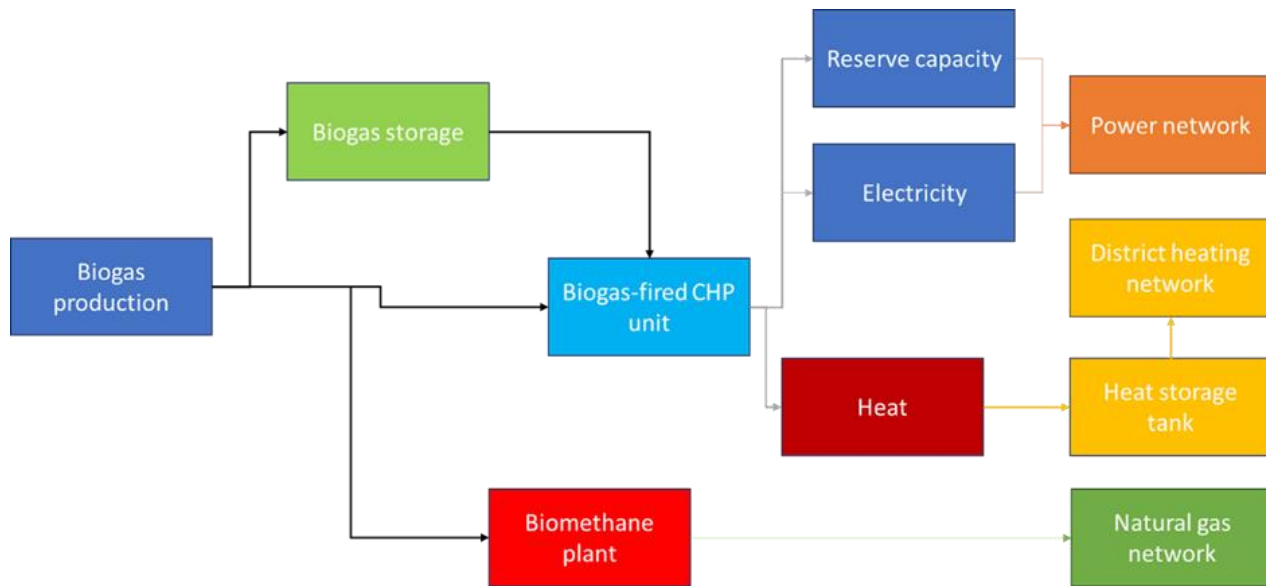 Reserve capacity
Power network
Biogas storage
Electricity
Biogas
production
District heating
network
Biogas-fired CHP
unit
Heat
Heat storage
tank
Biomethane
plant
Natural gas
network